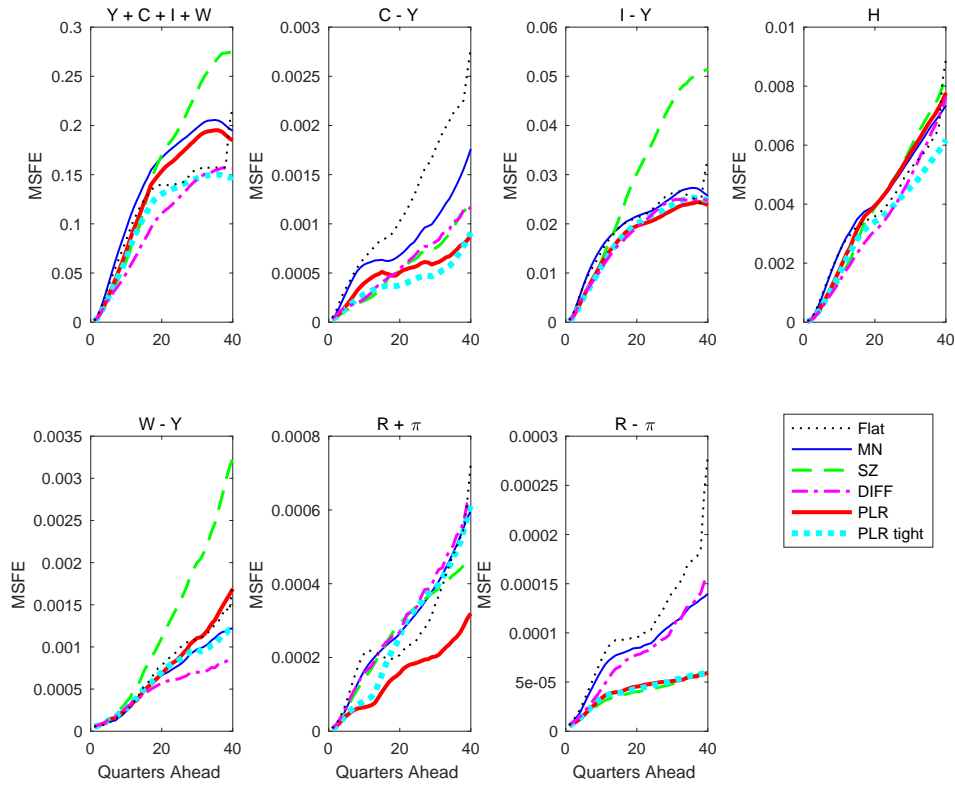 Y + C + I + W
C - Y
I - Y
H
MSFE
MSFE
MSFE
MSFE
0.3
0.25
0.2
0.15
0.1
0.05
0
0 20 40
0.003
0.0025
0.002
0.0015
0.001
0.0005
0
0 20 40
0.06
0.05
0.04
0.03
0.02
0.01
0
0 20 40
0.01
0.008
0.006
0.004
0.002
0
0 20 40
W - Y
R + π
R - π
MSFE
MSFE
MSFE
0.0035
0.003
0.0025
0.002
0.0015
0.001
0.0005
0
0 20 40
Quarters Ahead
0.0008
0.0006
0.0004
0.0002
0
0 20 40
Quarters Ahead
0.0003
0.00025
0.0002
0.00015
0.0001
5e-05
0
0 20 40
Quarters Ahead
Flat
MN
SZ
DIFF
PLR
PLR tight